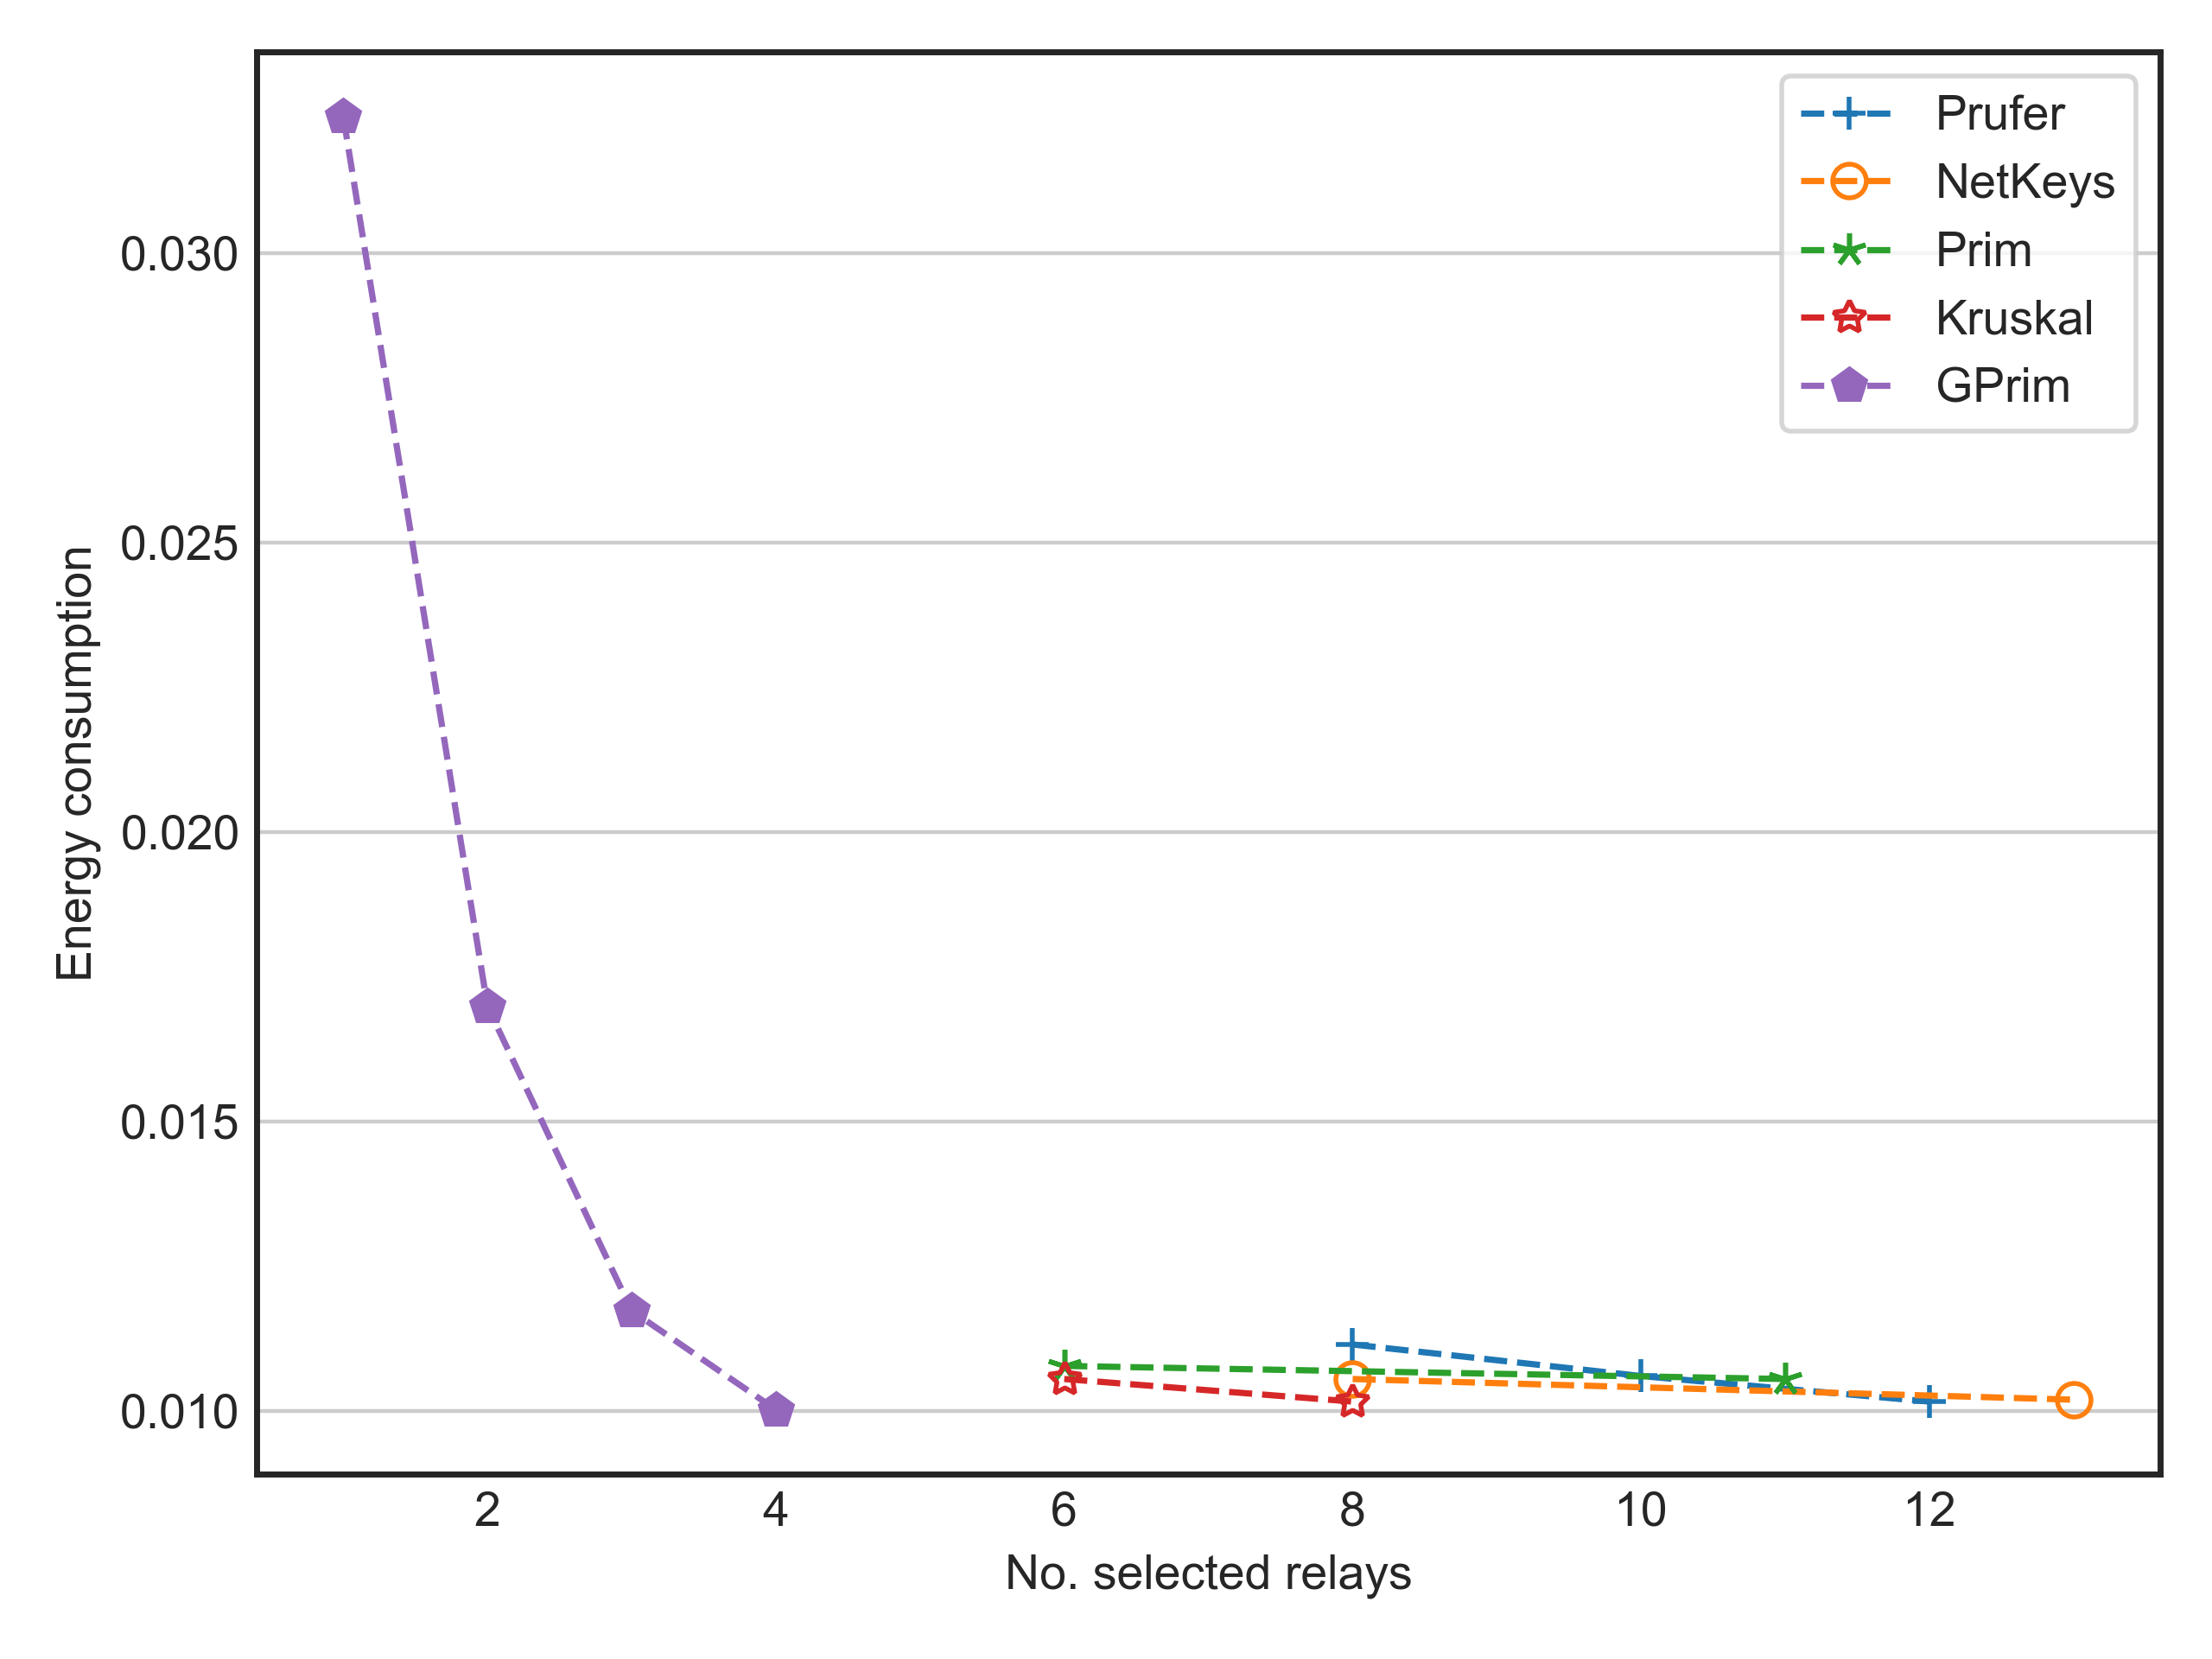 Prufer
NetKeys
Prim
Kruskal
GPrim
0.030
0.025
0.020
0.015
0.010
Energy consumption
2 4 6 8 10 12
No. selected relays